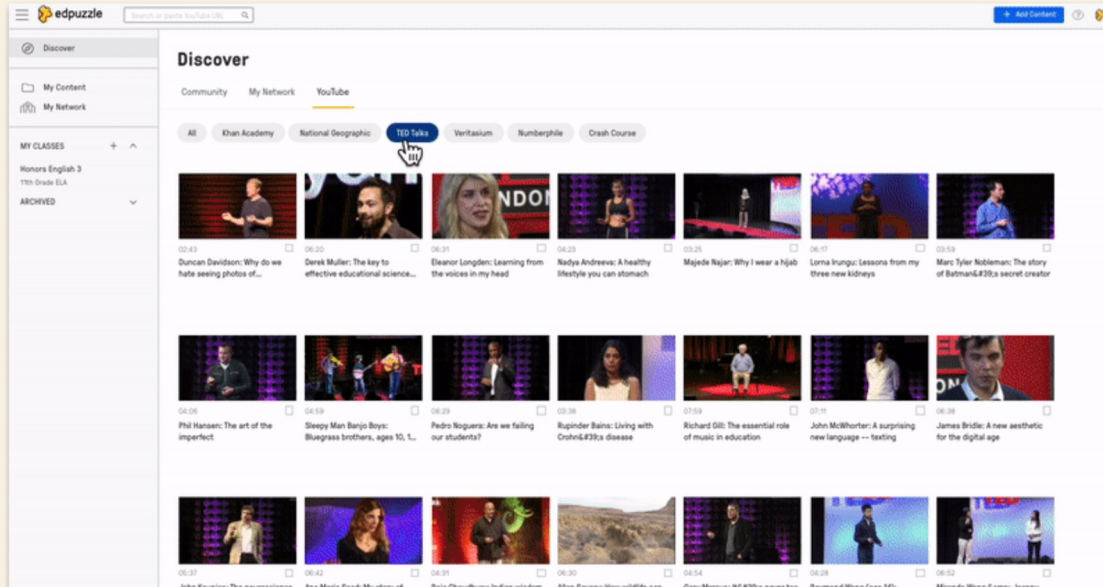 edpuzzle
Search or paste YouTube URL
+ Add Content
Discover
My Content
My Network
MY CLASSES
Honors English 3
11th Grade ELA
ARCHIVED
Discover
Community My Network YouTube
All Khan Academy National Geographic TED Talks Veritasium Numberphile Crash Course
02:43
Duncan Davidson: Why do we
hate seeing photos of...
06:20
Derek Muller: The key to
effective educational science...
06:31
Eleanor Longden: Learning from
the voices in my head
04:23
Nadya Andreeva: A healthy
lifestyle you can stomach
03:25
Majede Najar: Why I wear a hijab
06:17
Lorna Irungu: Lessons from my
three new kidneys
03:59
Marc Tyler Nobleman: The story
of Batman&#39;s secret creator
04:06
Phil Hansen: The art of the
imperfect
04:59
Sleepy Man Banjo Boys:
Bluegrass brothers, ages 10, 1...
08:29
Pedro Noguera: Are we failing
our students?
03:38
Rupinder Bains: Living with
Crohn&#39;s disease
07:59
Richard Gill: The essential role
of music in education
07:11
John McWhorter: A surprising
new language -- texting
06:38
James Bridle: A new aesthetic
for the digital age
05:37
06:42
04:31
06:30
04:54
04:28
06:52